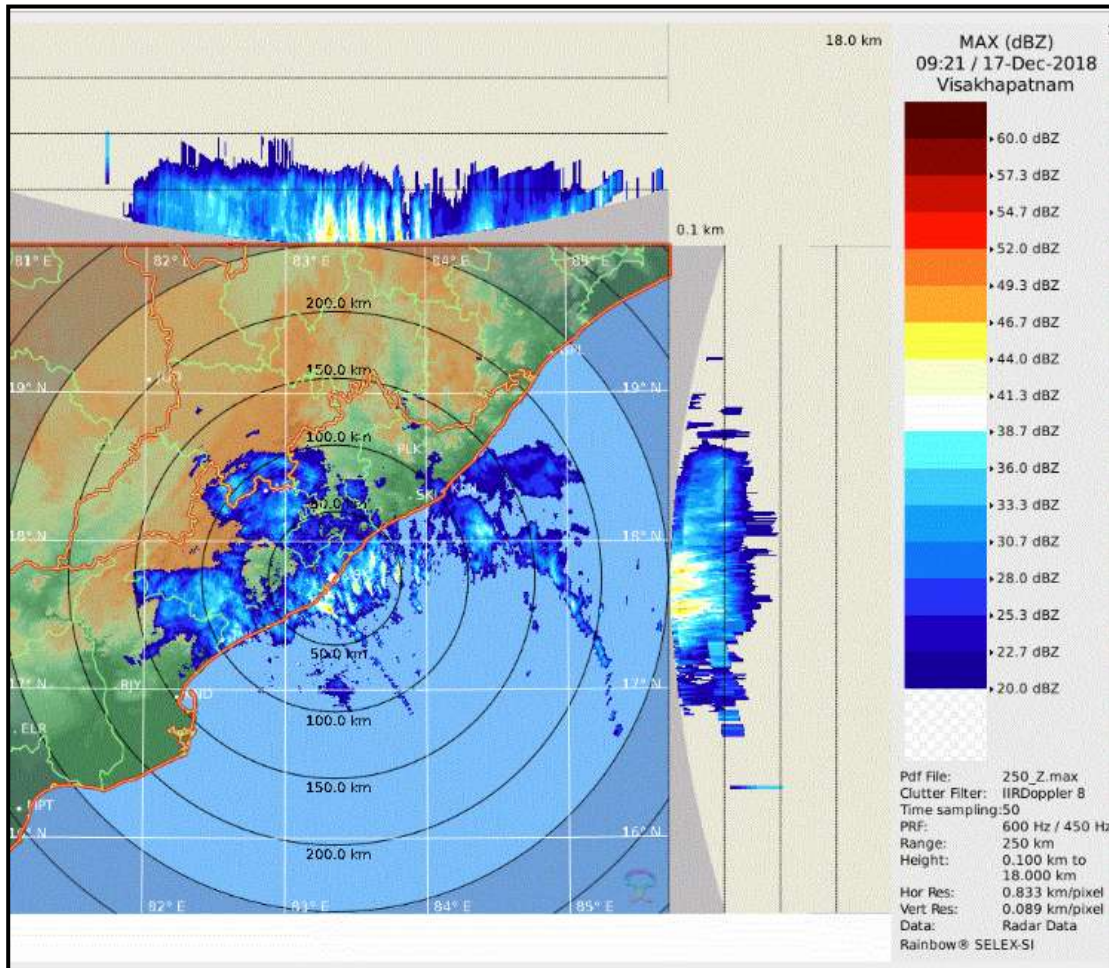 18.0 km
MAX (dBZ)
09:21 / 17-Dec-2018
Visakhapatnam
60.0 dBZ
57.3 dBZ
54.7 dBZ
52.0 dBZ
49.3 dBZ
46.7 dBZ
44.0 dBZ
41.3 dBZ
38.7 dBZ
36.0 dBZ
33.3 dBZ
30.7 dBZ
28.0 dBZ
25.3 dBZ
22.7 dBZ
20.0 dBZ
0.1 km
81° E
82° E
83° E
84° E
85° E
200.0 km
150.0 km
19° N
19° N
100.0 km
PLK
50.0 km
18° N
18° N
50.0 km
17° N
17° N
RJY
100.0 km
ELR
150.0 km
MPT
16° N
16° N
200.0 km
82° E
83° E
84° E
85° E
Pdf File: 250_Z.max
Clutter Filter: IIRDoppler 8
Time sampling:50
PRF: 600 Hz / 450 Hz
Range: 250 km
Height: 0.100 km to
18.000 km
Hor Res: 0.833 km/pixel
Vert Res: 0.089 km/pixel
Data: Radar Data
Rainbow® SELEX-SI